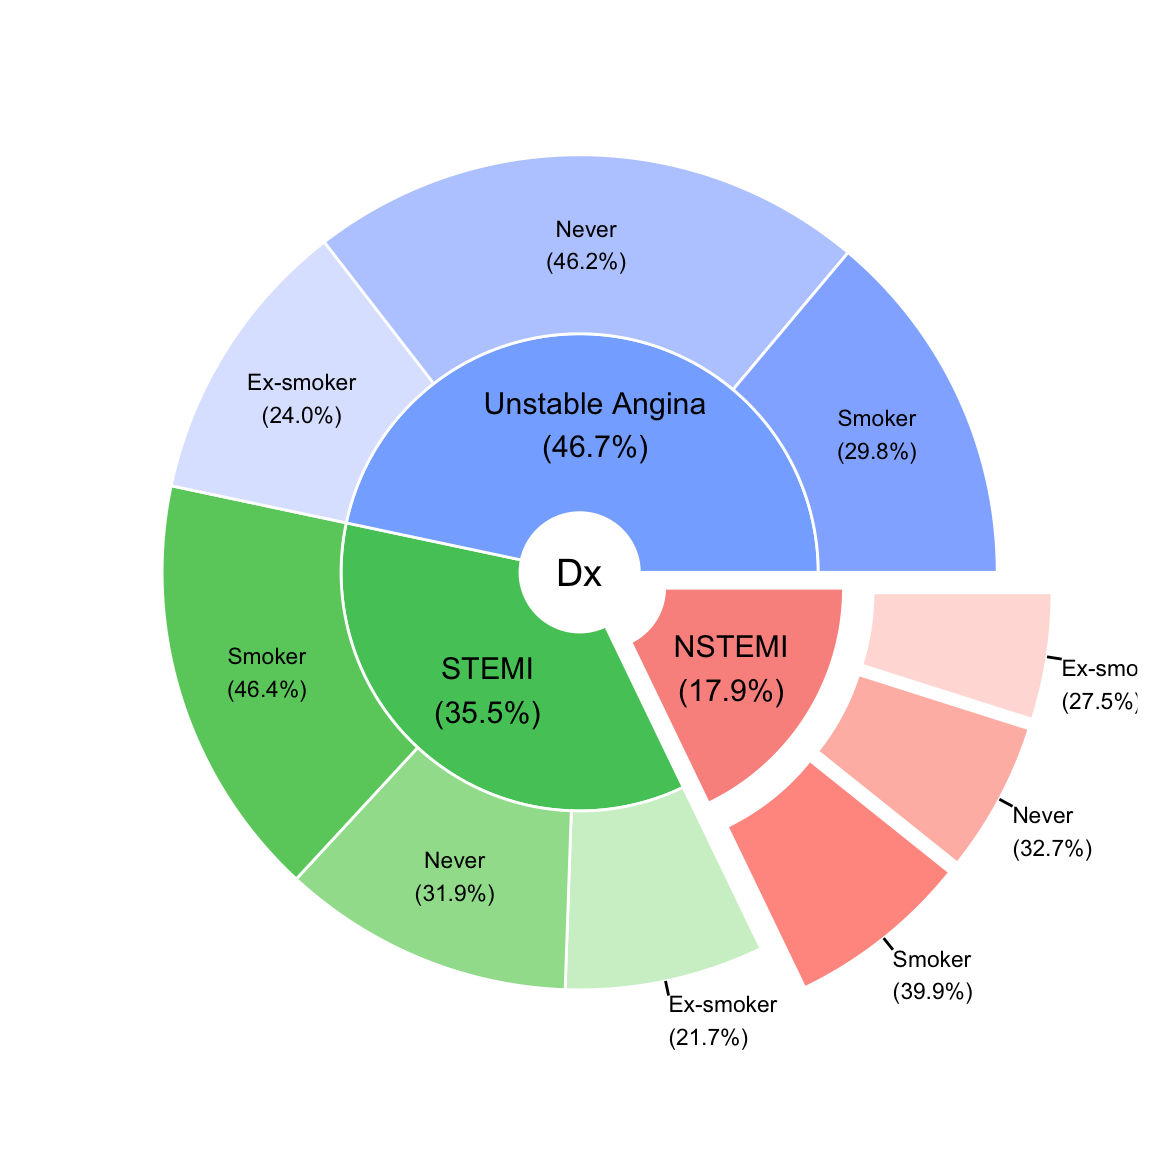 Never
(46.2%)
Ex-smoker
(24.0%)
Unstable Angina
(46.7%)
Smoker
(29.8%)
Dx
Smoker
(46.4%)
STEMI
(35.5%)
NSTEMI
(17.9%)
Ex-smo
(27.5%)
Never
(32.7%)
Never
(31.9%)
Smoker
(39.9%)
Ex-smoker
(21.7%)